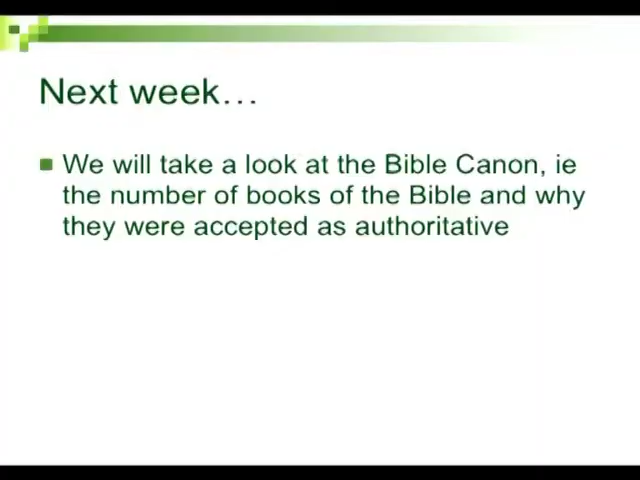 Next week…
We will take a look at the Bible Canon, ie
the number of books of the Bible and why
they were accepted as authoritative